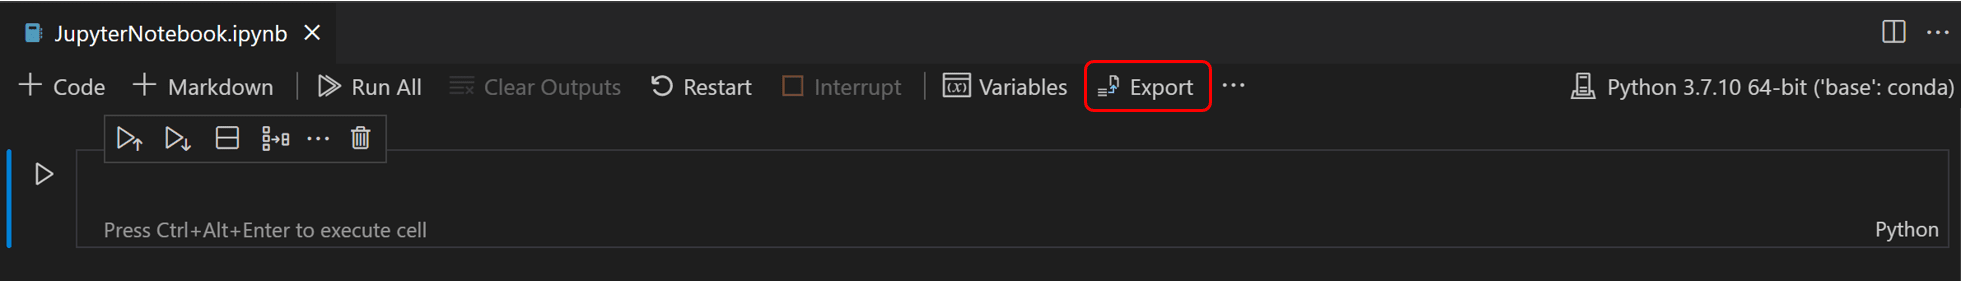 JupyterNotebook.ipynb
Code Markdown Run All Clear Outputs Restart Interrupt (x) Variables Export ... Python 3.7.10 64-bit ('base': conda)
Press Ctrl+Alt+Enter to execute cell
Python